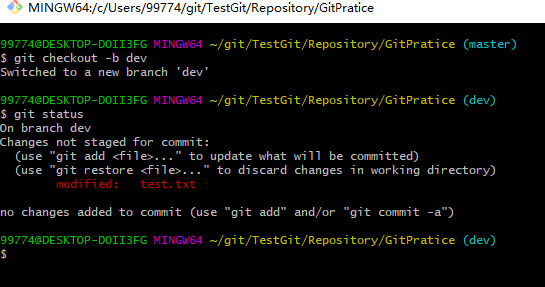 MINGW64:/c/Users/99774/git/TestGit/Repository/GitPratice
99774@DESKTOP-DOII3FG MINGW64 ~/git/TestGit/Repository/GitPratice (master)
$ git checkout -b dev
Switched to a new branch 'dev'
99774@DESKTOP-DOII3FG MINGW64 ~/git/TestGit/Repository/GitPratice (dev)
$ git status
On branch dev
Changes not staged for commit:
  (use "git add <file>..." to update what will be committed)
  (use "git restore <file>..." to discard changes in working directory)
        modified:   test.txt
no changes added to commit (use "git add" and/or "git commit -a")
99774@DESKTOP-DOII3FG MINGW64 ~/git/TestGit/Repository/GitPratice (dev)
$